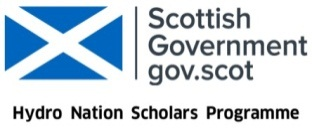 Scottish
Government
gov.scot
Hydro Nation Scholars Programme